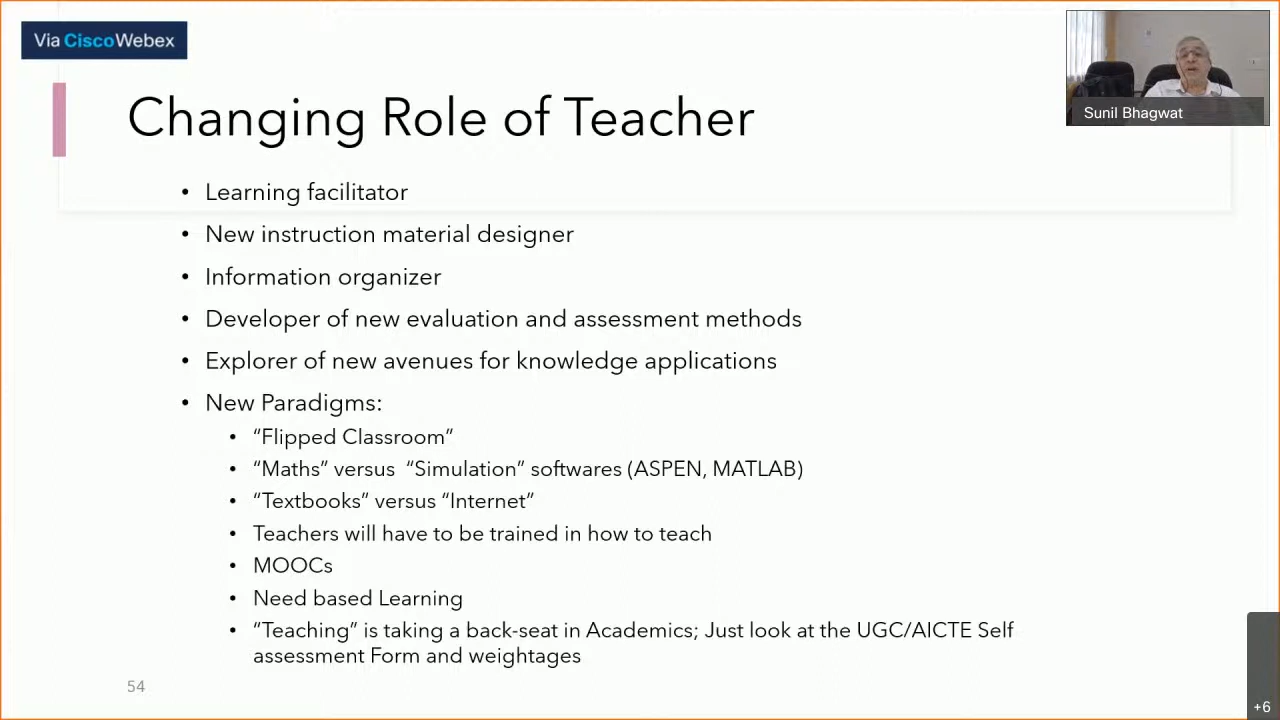 Via CiscoWebex
Sunil Bhagwat
Changing Role of Teacher
• Learning facilitator
• New instruction material designer
• Information organizer
• Developer of new evaluation and assessment methods
• Explorer of new avenues for knowledge applications
• New Paradigms:
• “Flipped Classroom”
• “Maths” versus “Simulation” softwares (ASPEN, MATLAB)
• “Textbooks” versus “Internet”
• Teachers will have to be trained in how to teach
• MOOCs
• Need based Learning
• “Teaching” is taking a back-seat in Academics; Just look at the UGC/AICTE Self
assessment Form and weightages
54
+6